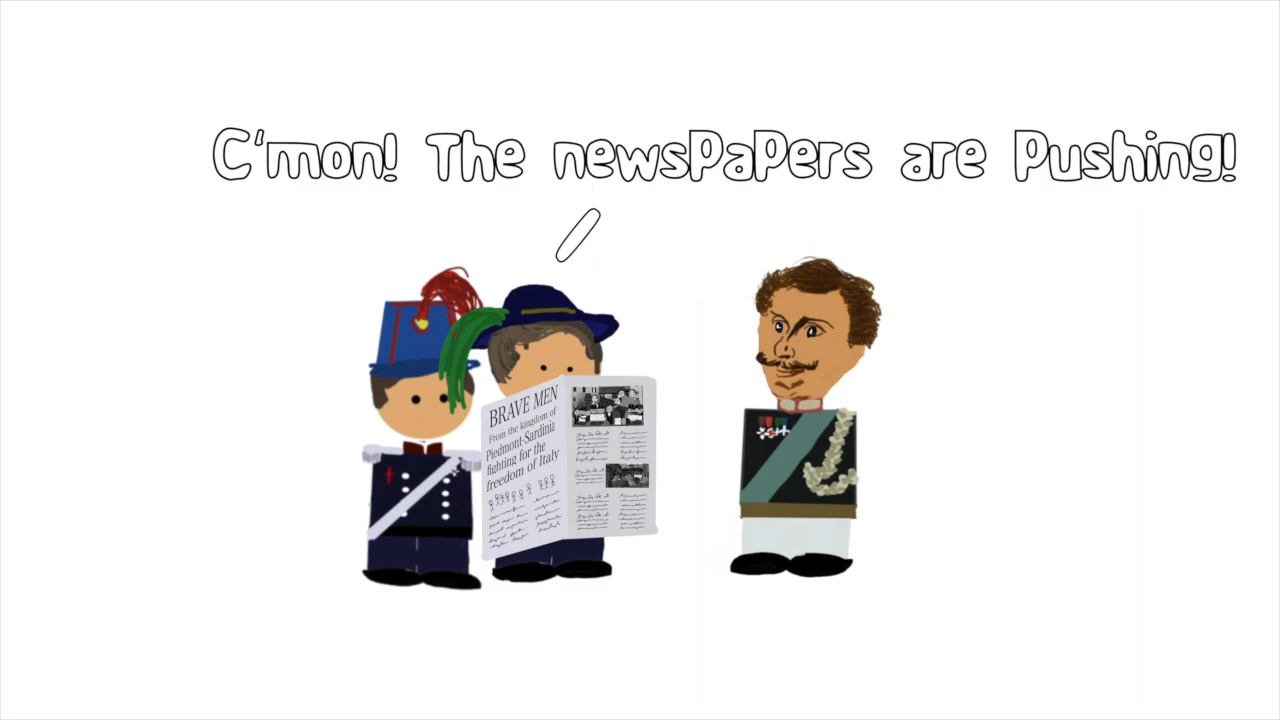 C'mon! The newspapers are Pushing!
BRAVE MEN
From the kingdom of
Piedmont-Sardinia
fighting for the
freedom of Italy